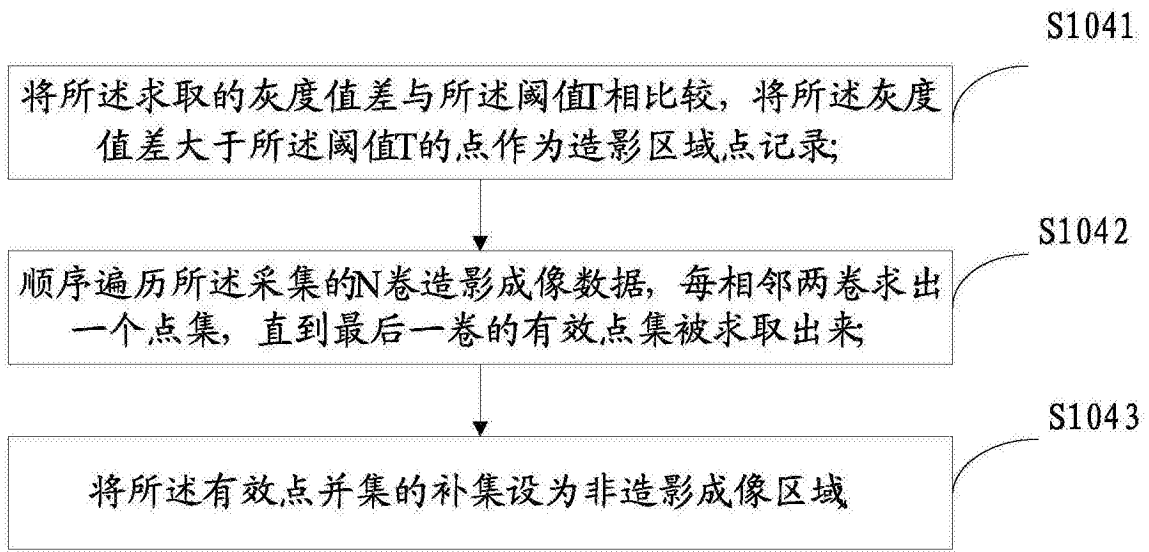 S1041
将所述求取的灰度值差与所述阈值T相比较，将所述灰度
值差大于所述阈值T的点作为造影区域点记录;
S1042
顺序遍历所述采集的N卷造影成像数据，每相邻两卷求出
一个点集，直到最后一卷的有效点集被求取出来;
S1043
将所述有效点并集的补集设为非造影成像区域